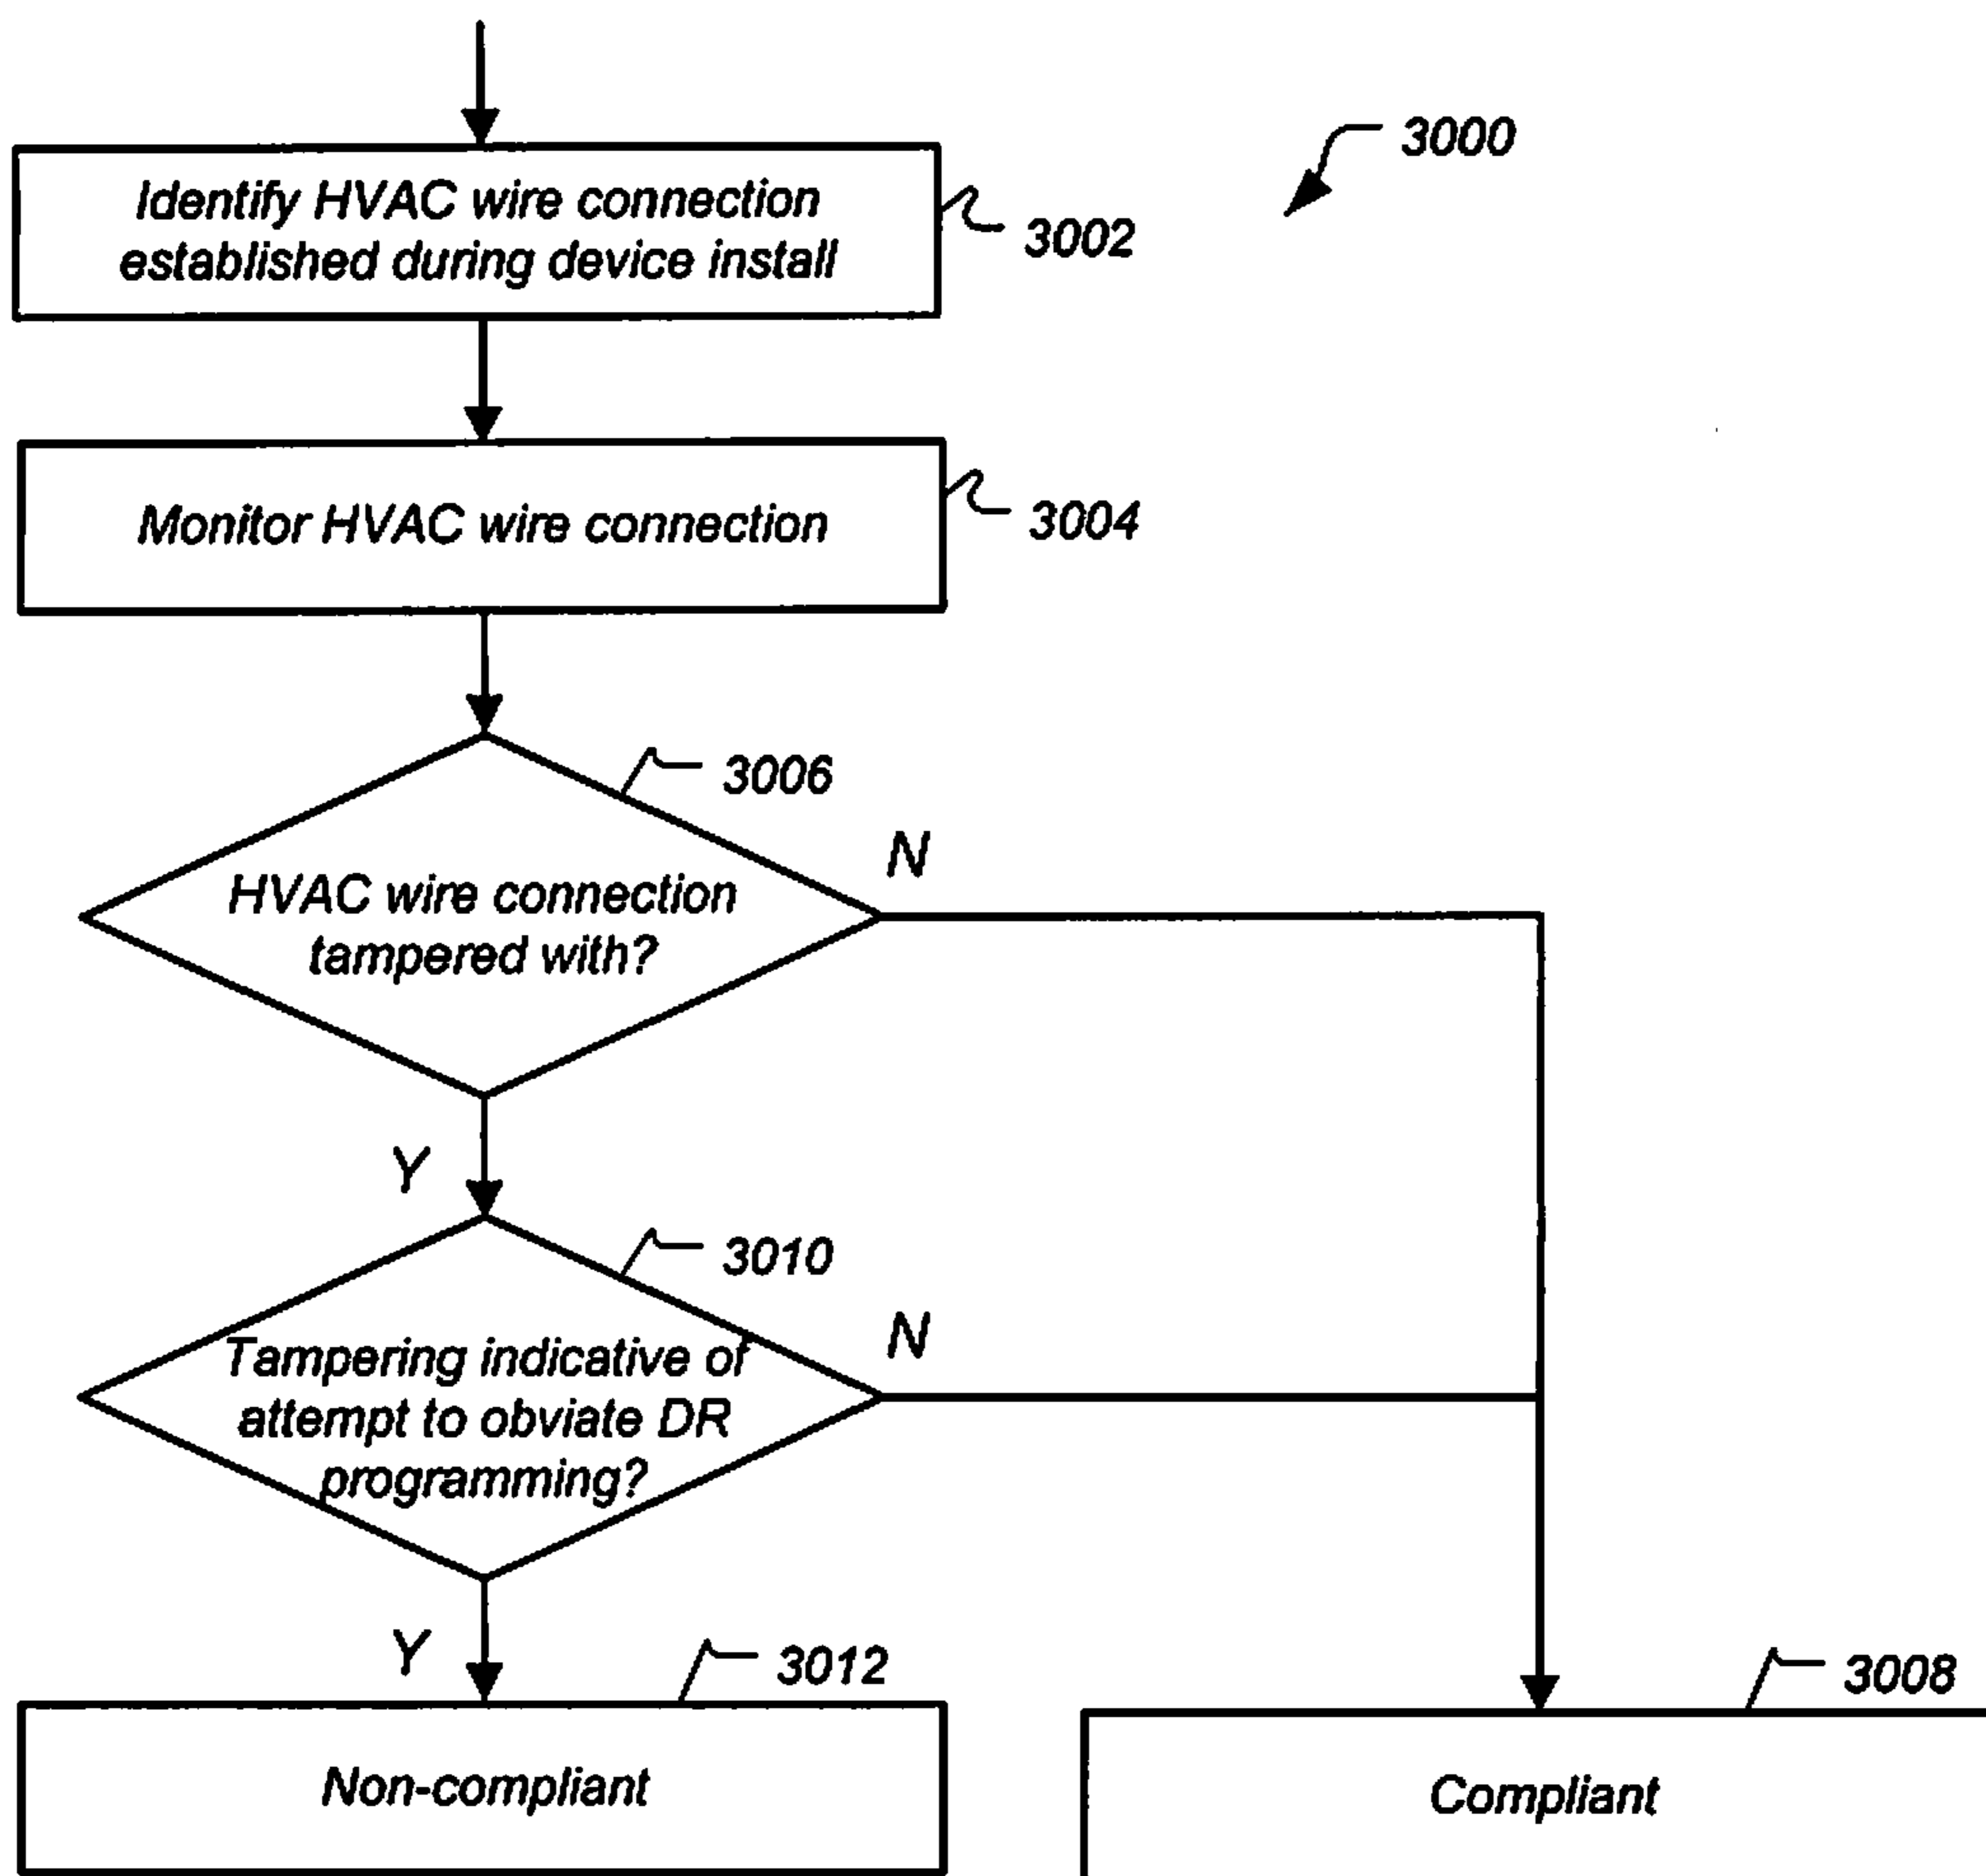 3000
Identify HVAC wire connection
established during device install
3002
Monitor HVAC wire connection
3004
3006
N
HVAC wire connection
tampered with?
Y
3010
N
Tampering indicative of
attempt to obviate DR
programming?
Y
3012
3008
Non-compliant
Compliant